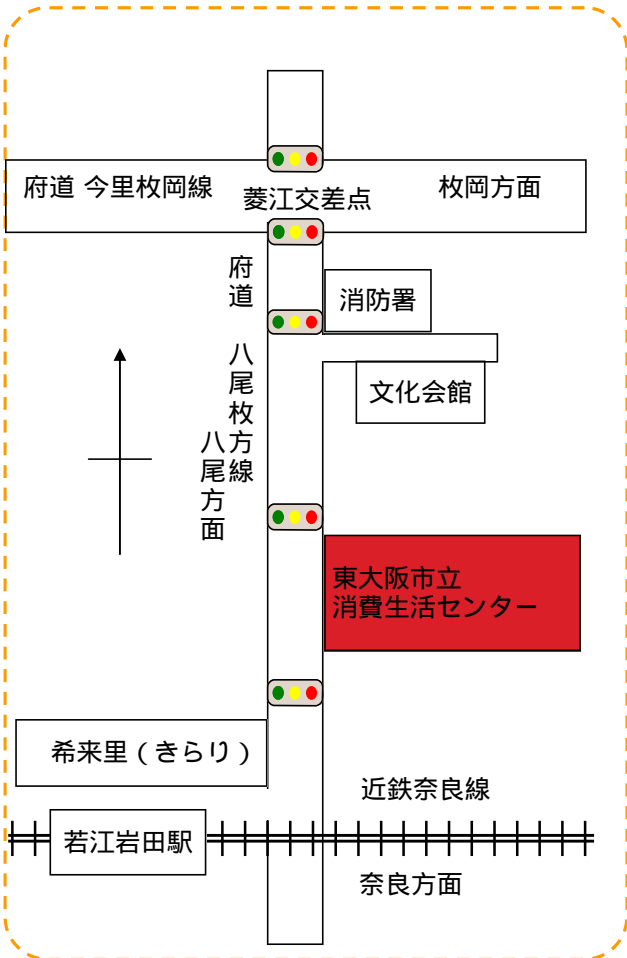 府道 今里枚岡線
菱江交差点
枚岡方面
府道 八尾枚方線
八尾方面
消防署
文化会館
東大阪市立
消費生活センター
希来里（きらり）
近鉄奈良線
若江岩田駅
奈良方面